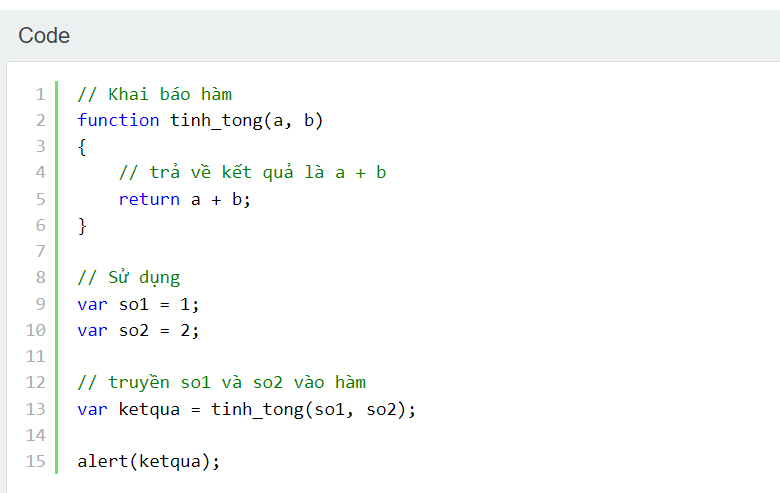 Code
1 // Khai báo hàm
2 function tinh_tong(a, b)
3 {
4     // trả về kết quả là a + b
5     return a + b;
6 }
7
8 // Sử dụng
9 var so1 = 1;
10 var so2 = 2;
11
12 // truyền so1 và so2 vào hàm
13 var ketqua = tinh_tong(so1, so2);
14
15 alert(ketqua);